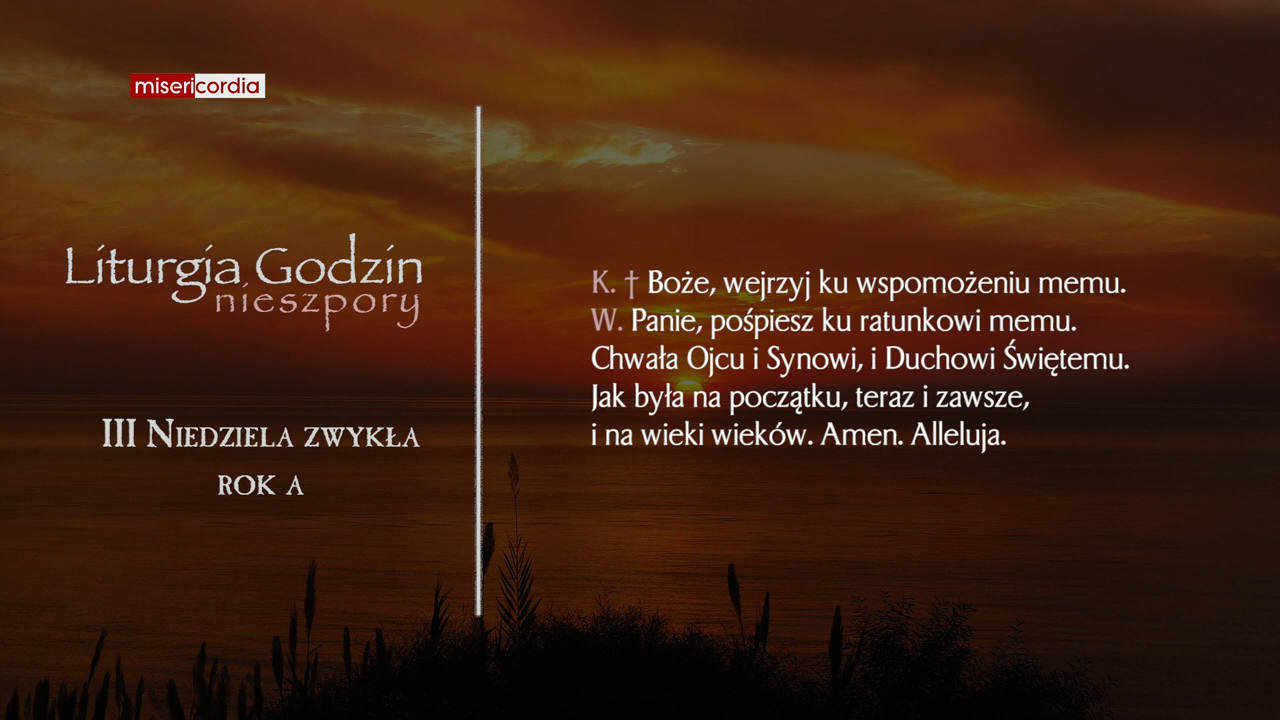 misericordia
Liturgia Godzin
nieszpory
III Niedziela zwykła
rok a
K. † Boże, wejrzyj ku wspomożeniu memu.
W. Panie, pośpiesz ku ratunkowi memu.
Chwała Ojcu i Synowi, i Duchowi Świętemu.
Jak była na początku, teraz i zawsze,
i na wieki wieków. Amen. Alleluja.